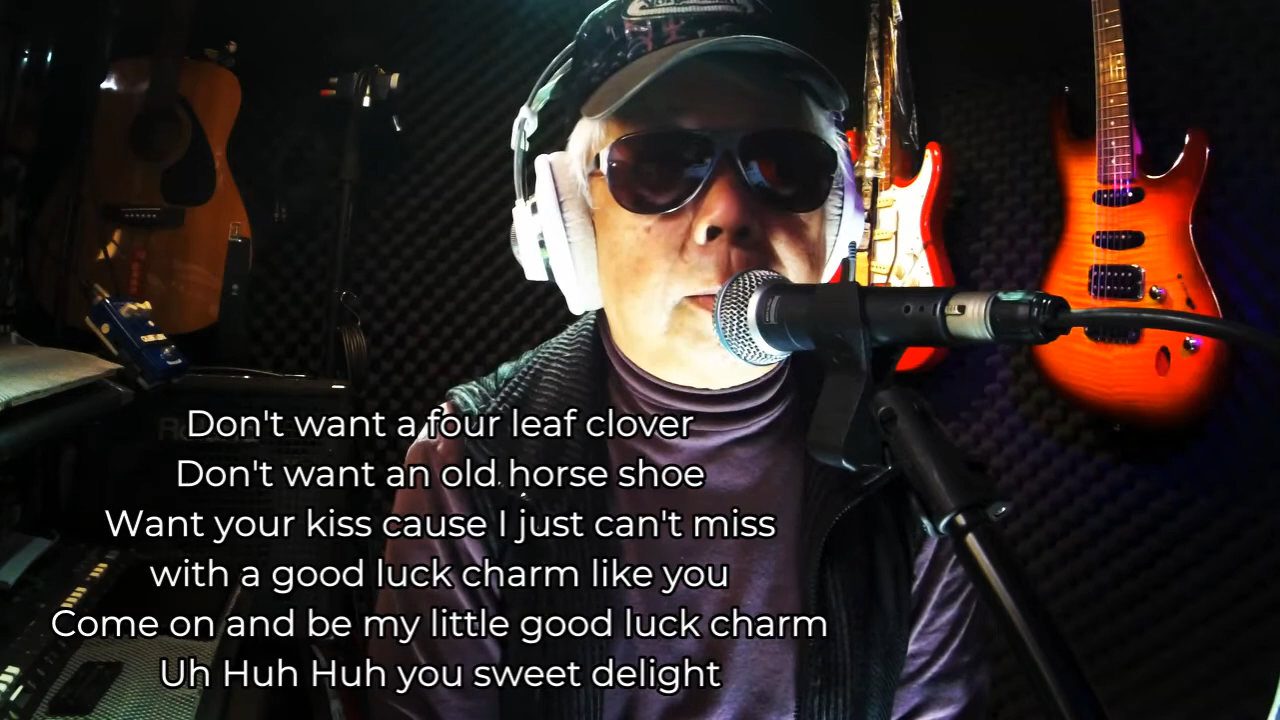 Don't want a four leaf clover
Don't want an old horse shoe
Want your kiss cause I just can't miss
with a good luck charm like you
Come on and be my little good luck charm
Uh Huh Huh you sweet delight